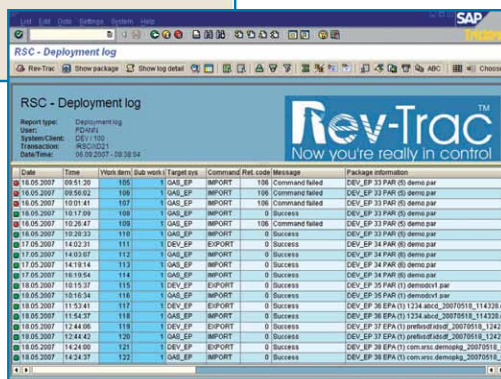 List Edit Goto Settings System Help
SAP
RSC - Deployment log
Rev-Trac Show package Show log detail ABC Choose
RSC - Deployment log
Report type: Deployment log
User: PDANN
System/Client: DEV / 100
Transaction: /RSC/XD21
Date/Time: 06.08.2007 - 09:38:54
Rev-Trac
Now you're really in control
Date Time Work item Sub work i Target sys Command Ret. code Message Package information
16.05.2007 09:51:20 105 1 QAS_EP IMPORT 106 Command failed DEV_EP 33 PAR (5) demo.par
16.05.2007 09:56:02 106 1 QAS_EP IMPORT 106 Command failed DEV_EP 33 PAR (5) demo.par
16.05.2007 10:01:41 107 1 QAS_EP IMPORT 106 Command failed DEV_EP 33 PAR (5) demo.par
16.05.2007 10:17:09 108 1 QAS_EP IMPORT 0 Success DEV_EP 33 PAR (5) demo.par
16.05.2007 10:26:47 109 1 QAS_EP IMPORT 106 Command failed DEV_EP 33 PAR (5) demo.par
16.05.2007 10:20:33 110 1 QAS_EP IMPORT 0 Success DEV_EP 33 PAR (5) demo.par
17.05.2007 14:02:31 111 1 DEV_EP EXPORT 0 Success DEV_EP 34 PAR (6) demo.par
17.05.2007 14:03:07 112 1 QAS_EP IMPORT 0 Success DEV_EP 34 PAR (6) demo.par
17.05.2007 14:19:14 113 1 QAS_EP IMPORT 0 Success DEV_EP 34 PAR (6) demo.par
17.05.2007 16:19:54 114 1 QAS_EP IMPORT 0 Success DEV_EP 34 PAR (6) demo.par
18.05.2007 10:15:37 115 1 DEV_EP EXPORT 0 Success DEV_EP 35 PAR (1) demodcv1.par
18.05.2007 10:16:34 116 1 QAS_EP IMPORT 0 Success DEV_EP 35 PAR (1) demodcv1.par
18.05.2007 11:53:41 117 1 DEV_EP EXPORT 0 Success DEV_EP 36 EPA (1) 1234.abcd_20070518_114328.
18.05.2007 11:54:37 118 1 QAS_EP IMPORT 0 Success DEV_EP 36 EPA (1) 1234.abcd_20070518_114328.
18.05.2007 12:44:06 119 1 DEV_EP EXPORT 0 Success DEV_EP 37 EPA (1) prefixsdf.idsdf_20070518_1242
18.05.2007 12:44:42 120 1 QAS_EP IMPORT 0 Success DEV_EP 37 EPA (1) prefixsdf.idsdf_20070518_1242
18.05.2007 14:24:00 121 1 DEV_EP EXPORT 0 Success DEV_EP 38 EPA (1) com.srsc.demopkg_20070518_
18.05.2007 14:24:37 122 1 QAS_EP IMPORT 0 Success DEV_EP 38 EPA (1) com.srsc.demopkg_20070518_